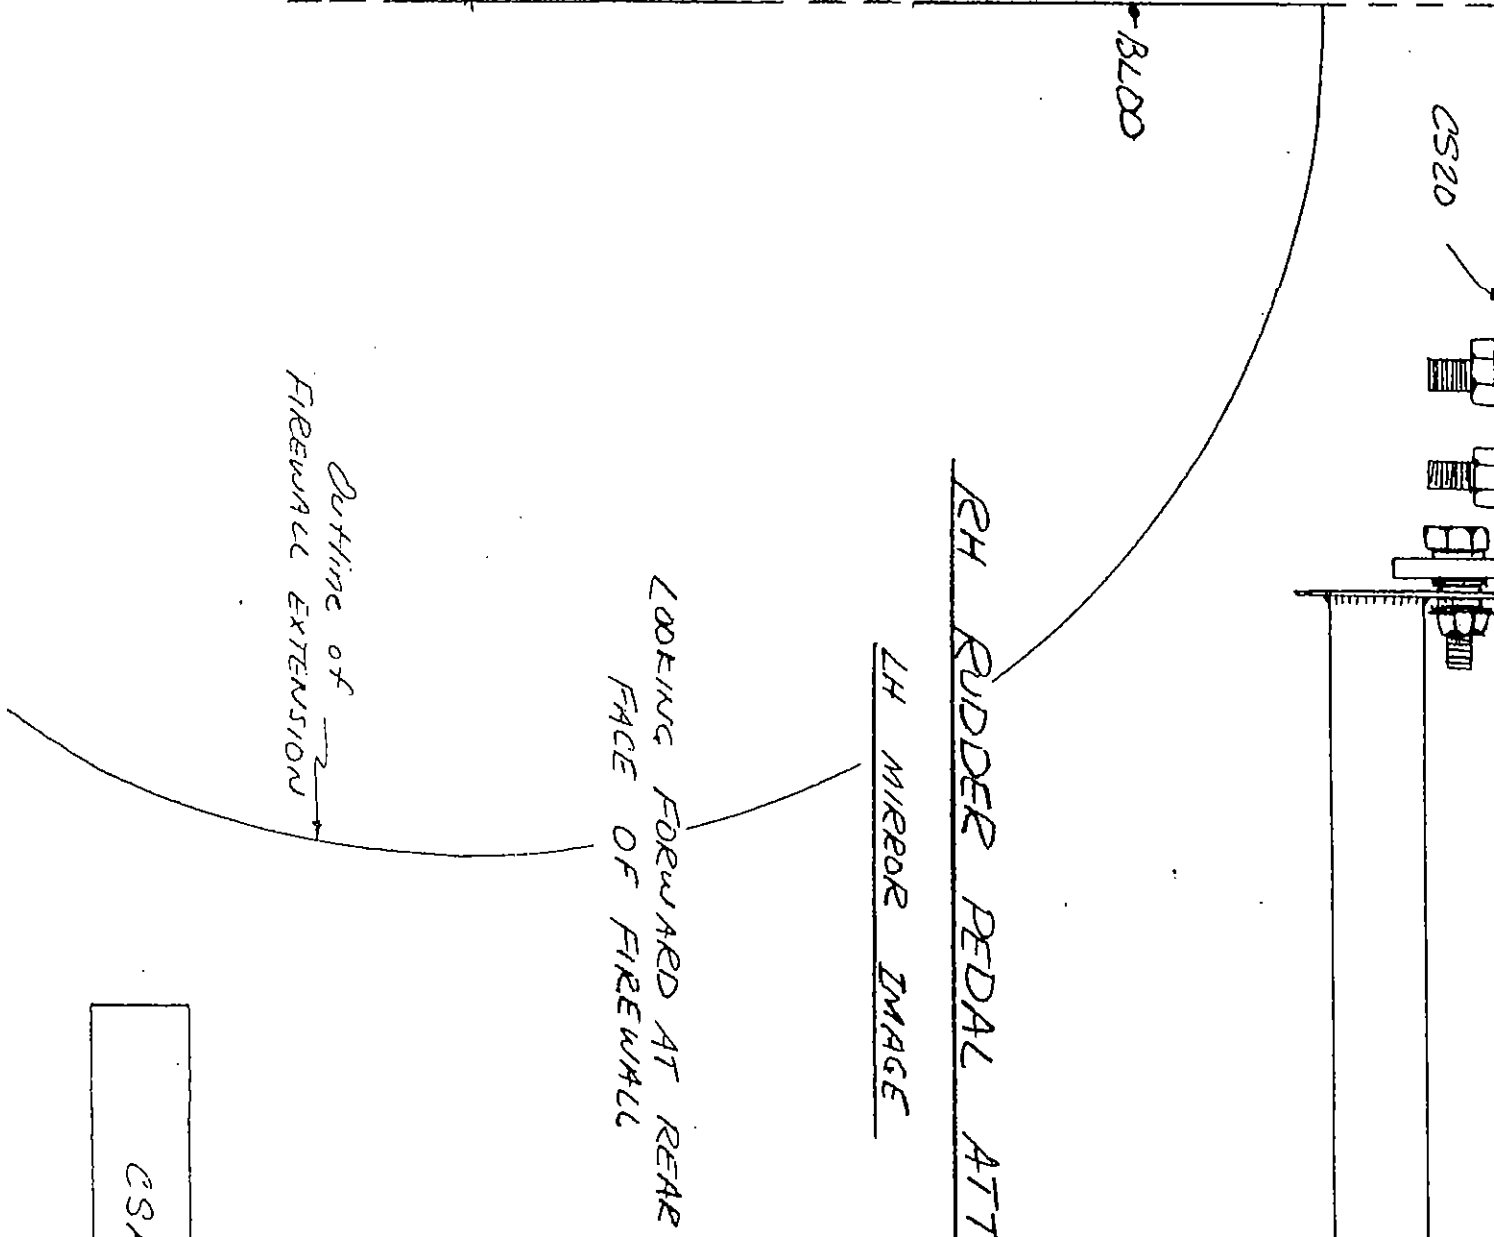 CS20
BL00
RH RUDDER PEDAL ATT
LH MIRROR IMAGE
LOOKING FORWARD AT REAR
FACE OF FIREWALL
Outline of
FIREWALL EXTENSION